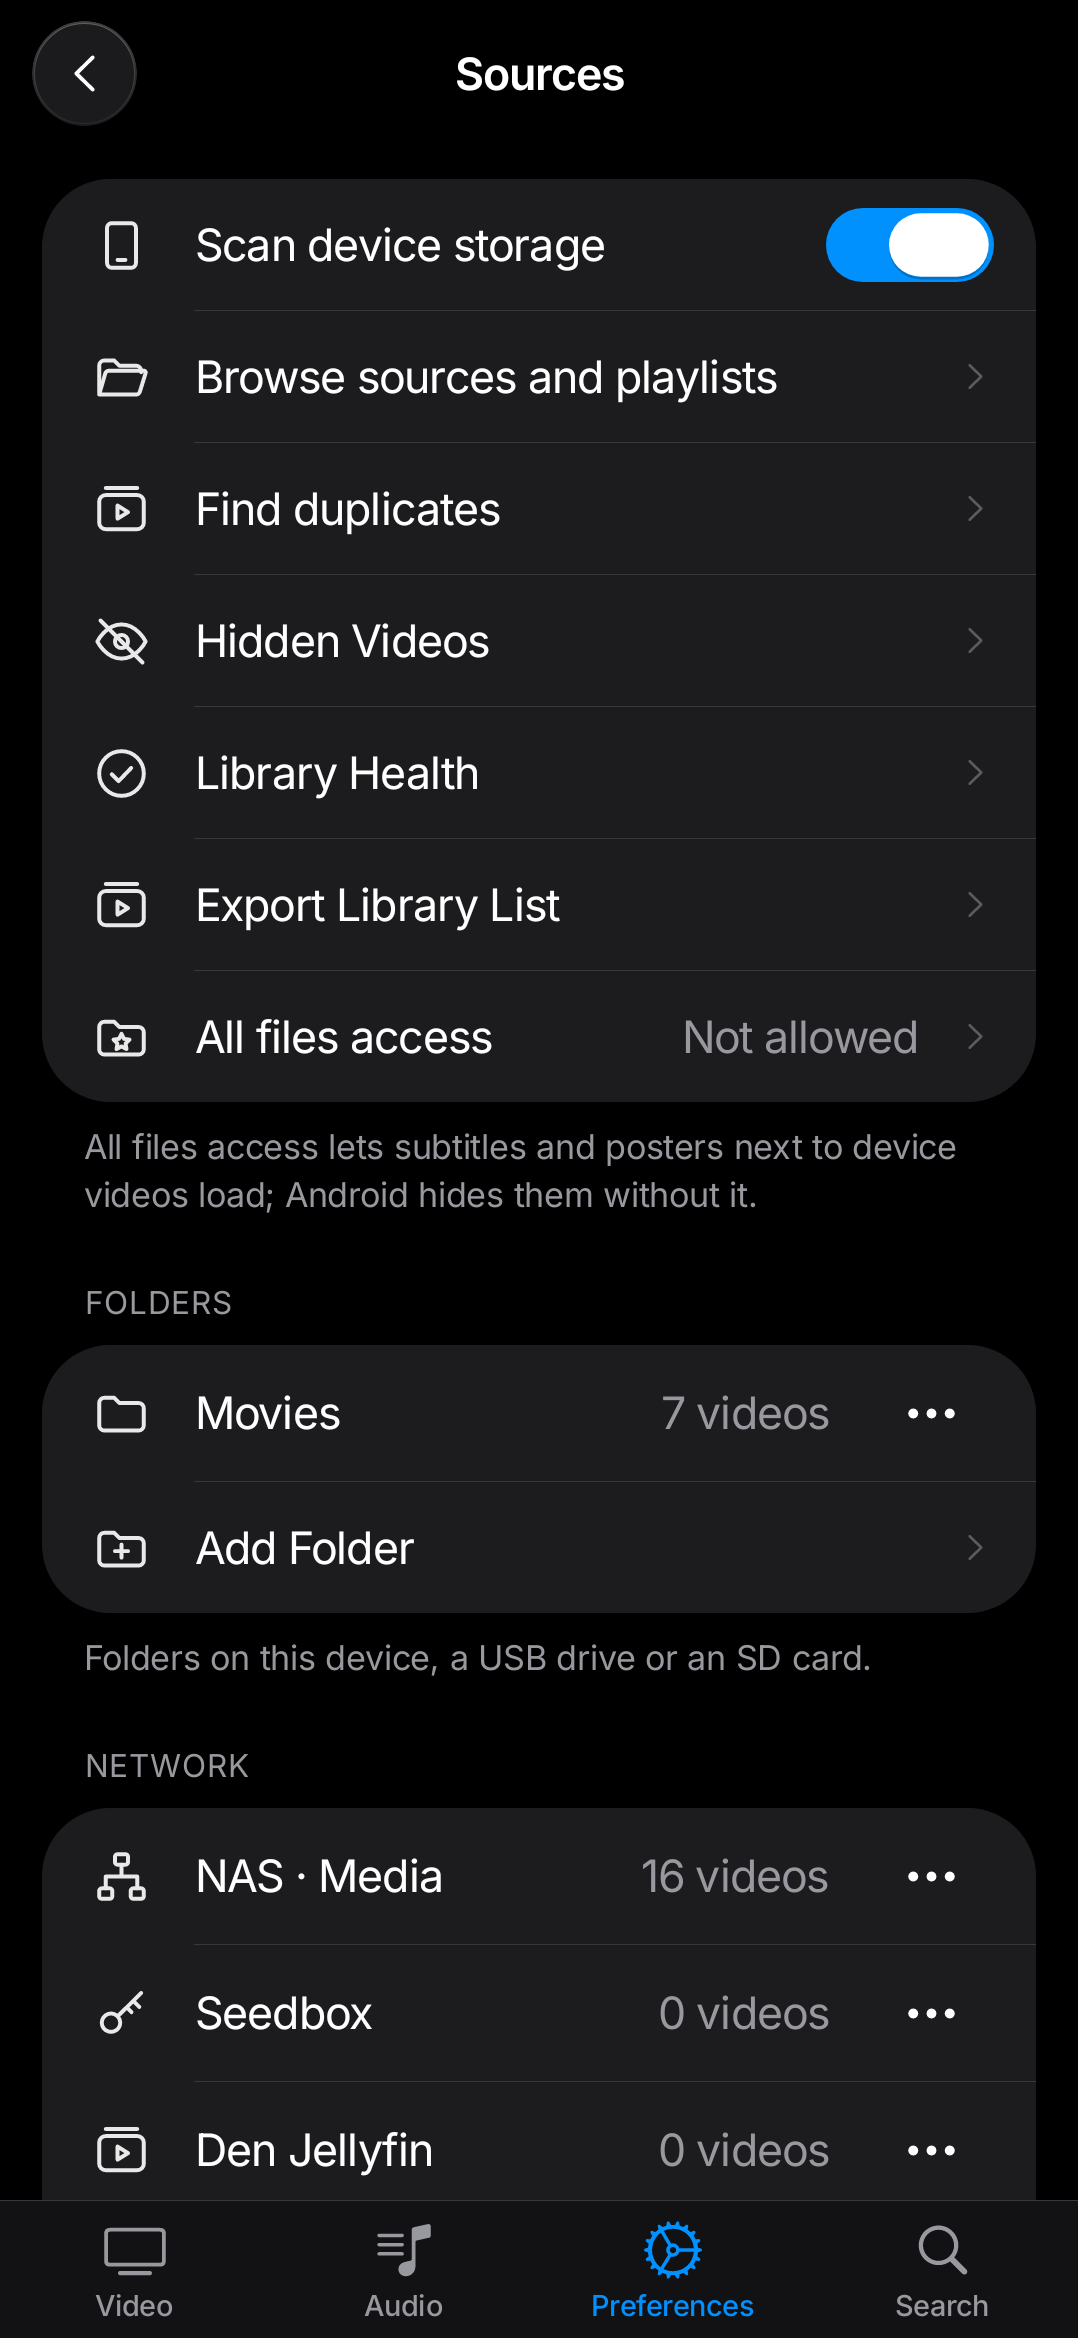 Sources
Scan device storage
Browse sources and playlists
Find duplicates
Hidden Videos
Library Health
Export Library List
All files access Not allowed
All files access lets subtitles and posters next to device
videos load; Android hides them without it.
FOLDERS
Movies 7 videos
Add Folder
Folders on this device, a USB drive or an SD card.
NETWORK
NAS · Media 16 videos
Seedbox 0 videos
Den Jellyfin 0 videos
Video Audio Preferences Search